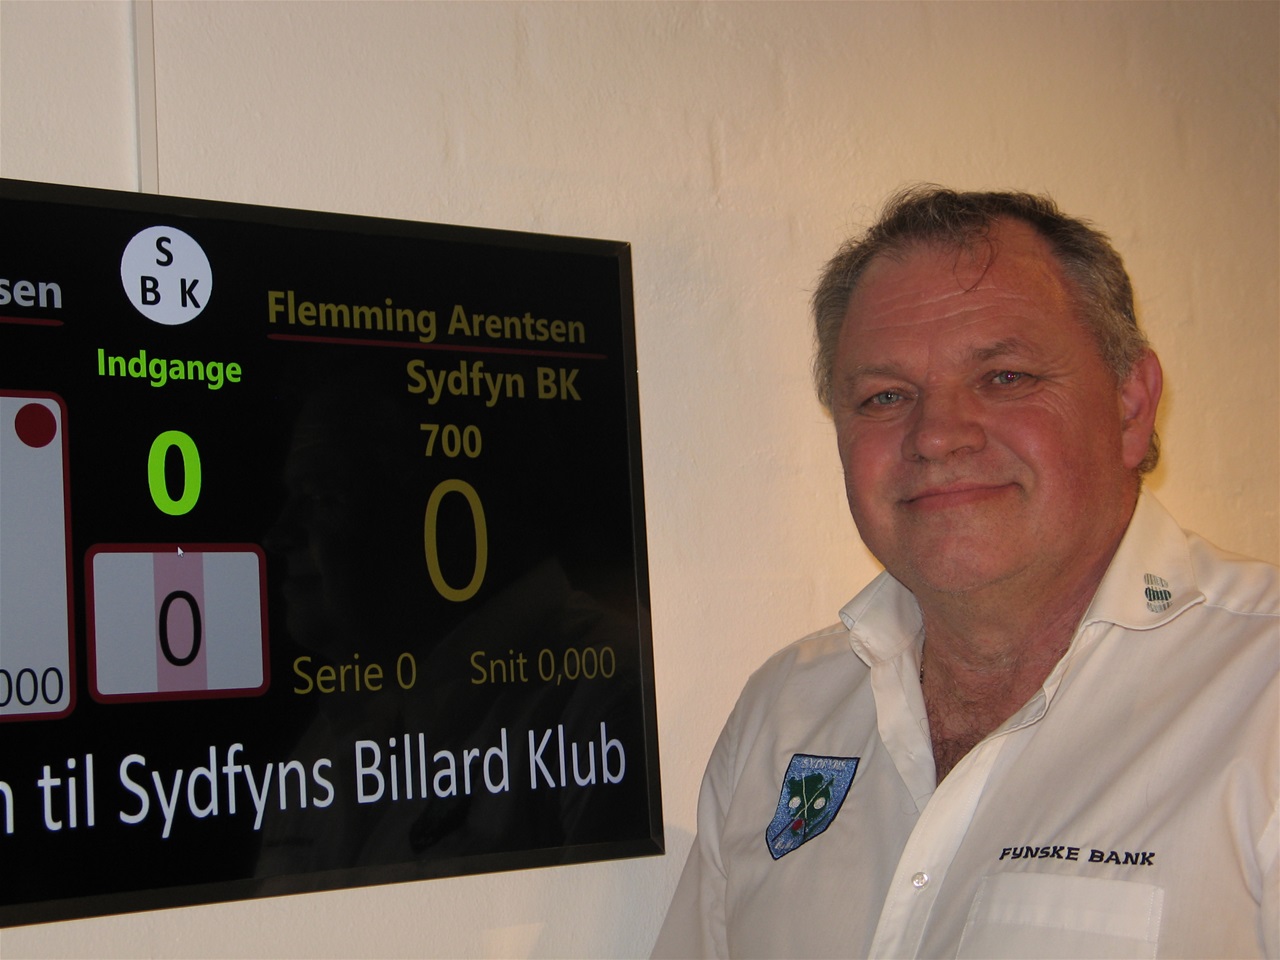 sen
S
B K
Flemming Arentsen
Indgange
Sydfyn BK
700
0
0
0
000
Serie 0 Snit 0,000
n til Sydfyns Billard Klub
SYDFYNS
FYNSKE BANK